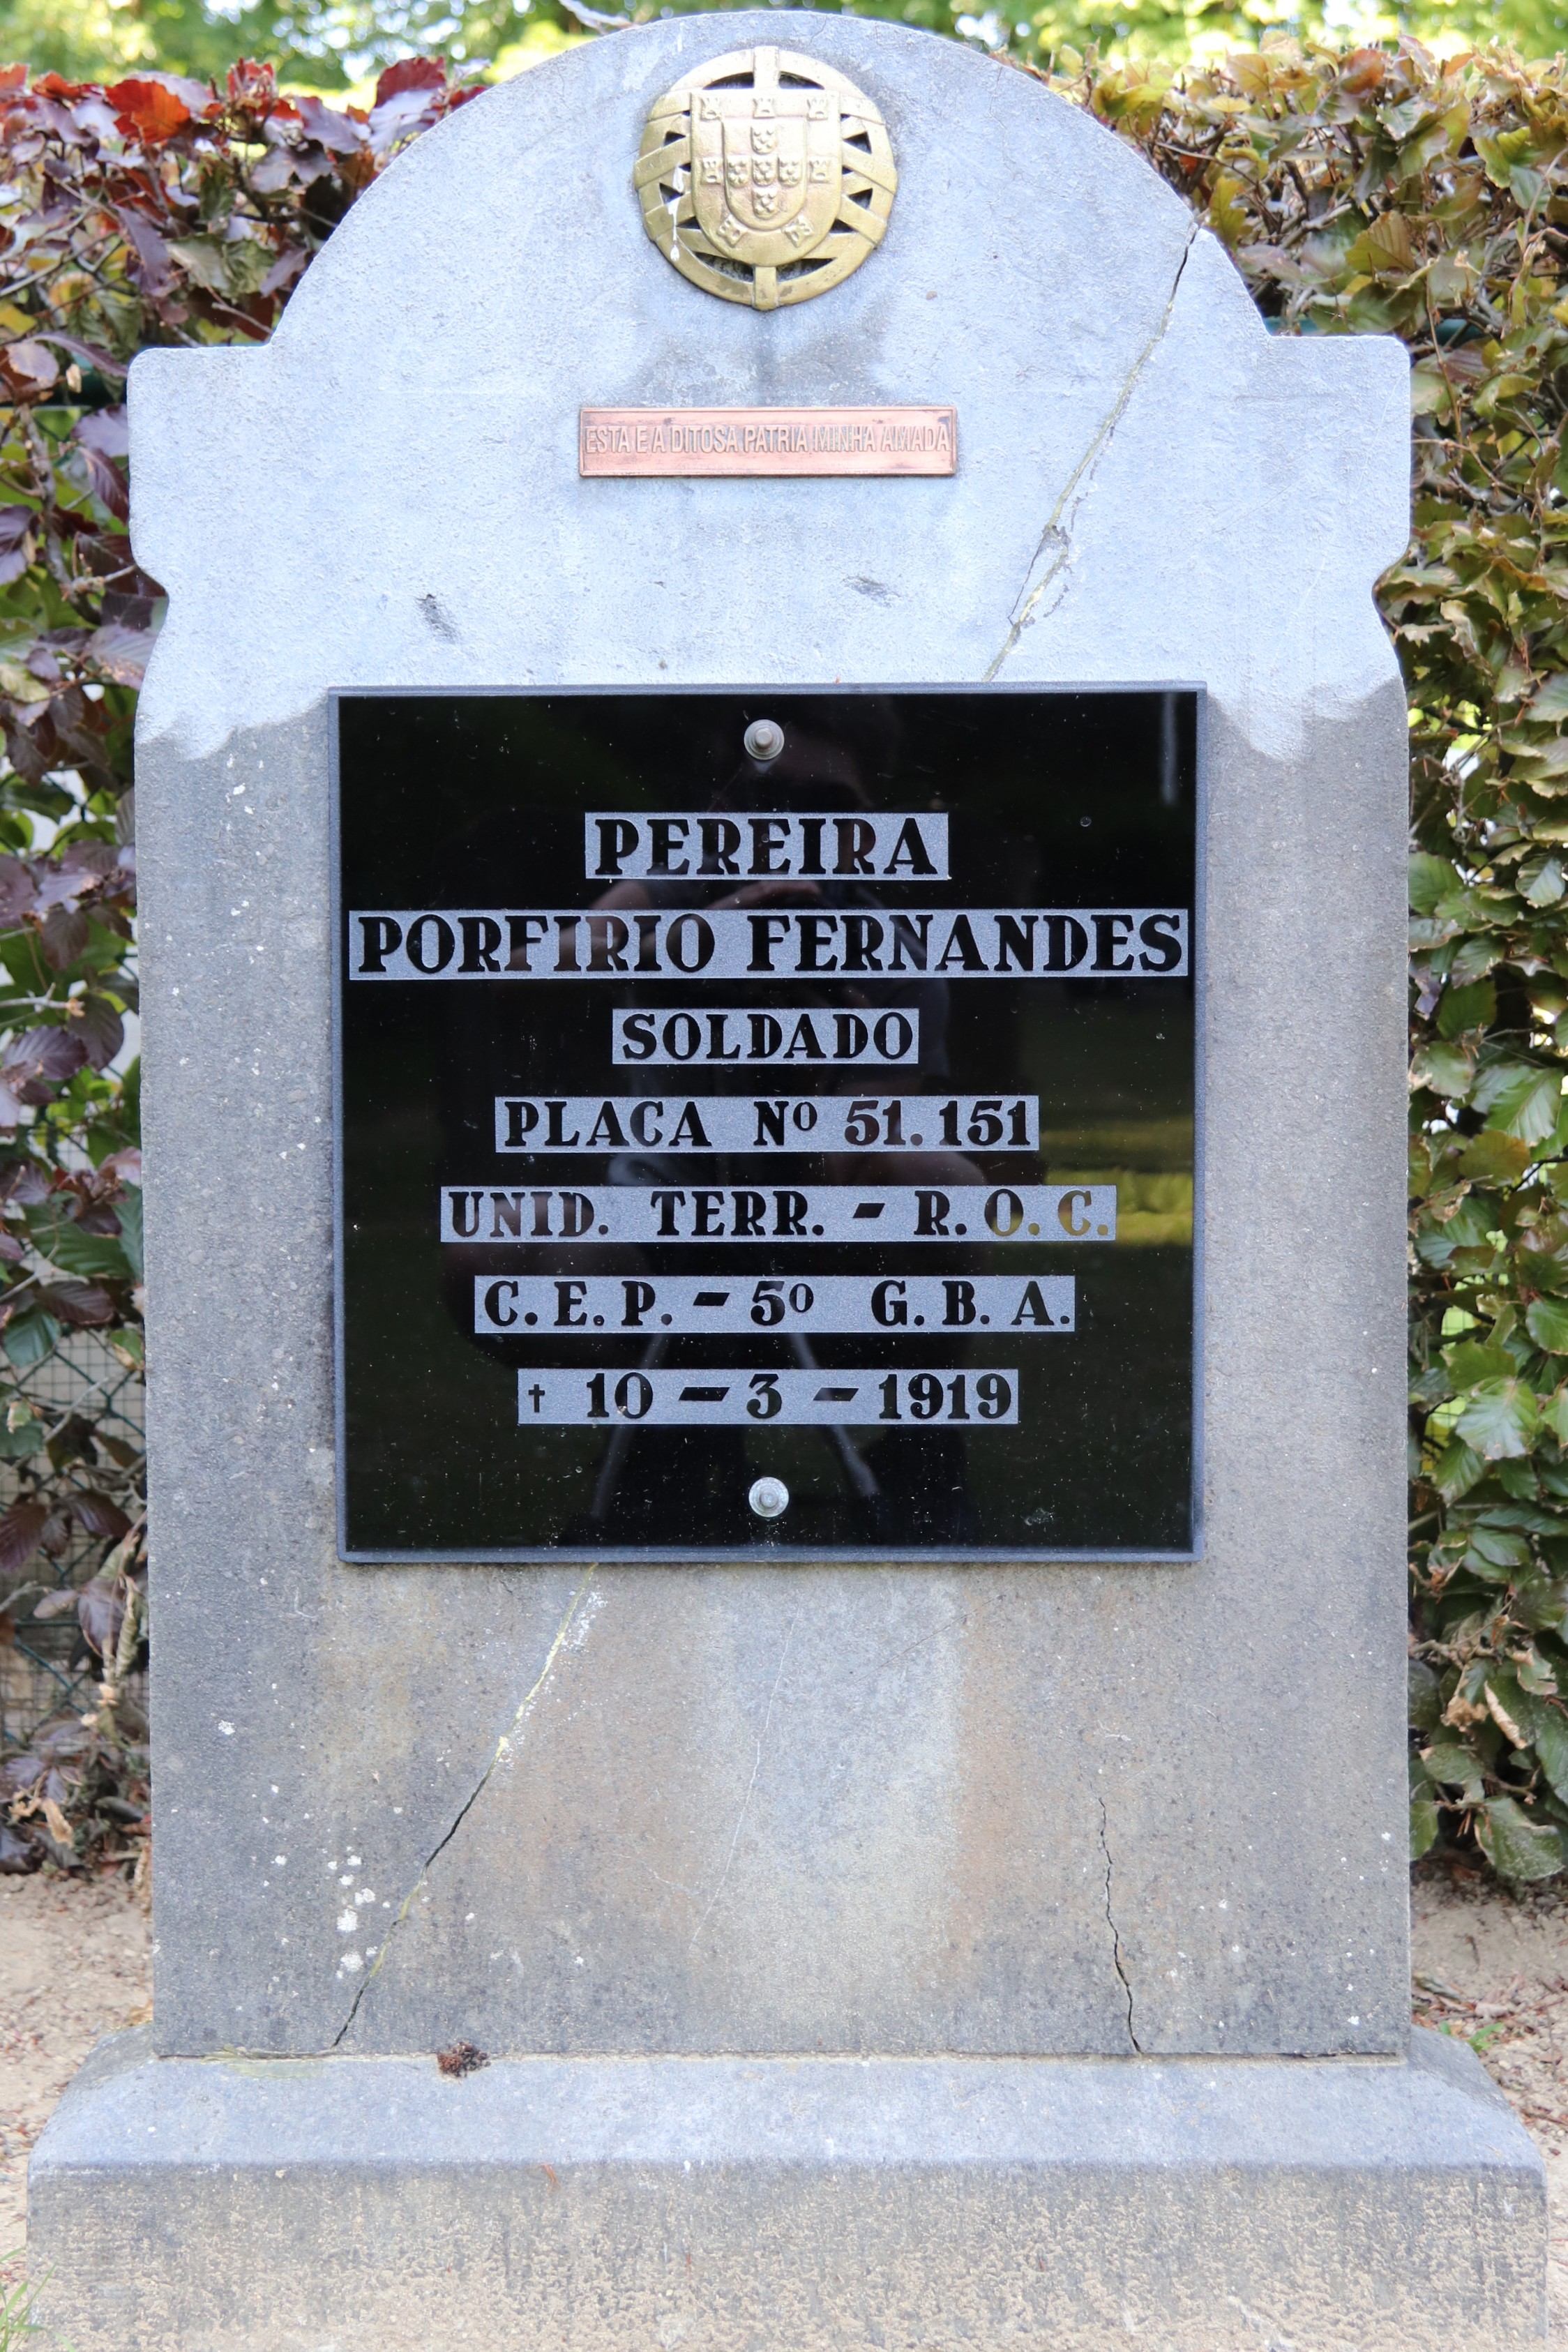 ESTA E A DITOSA PATRIA MINHA AMADA
PEREIRA
PORFIRIO FERNANDES
SOLDADO
PLACA Nº 51.151
UNID. TERR. - R. O. C.
C. E. P. - 5º G. B. A.
† 10 - 3 - 1919